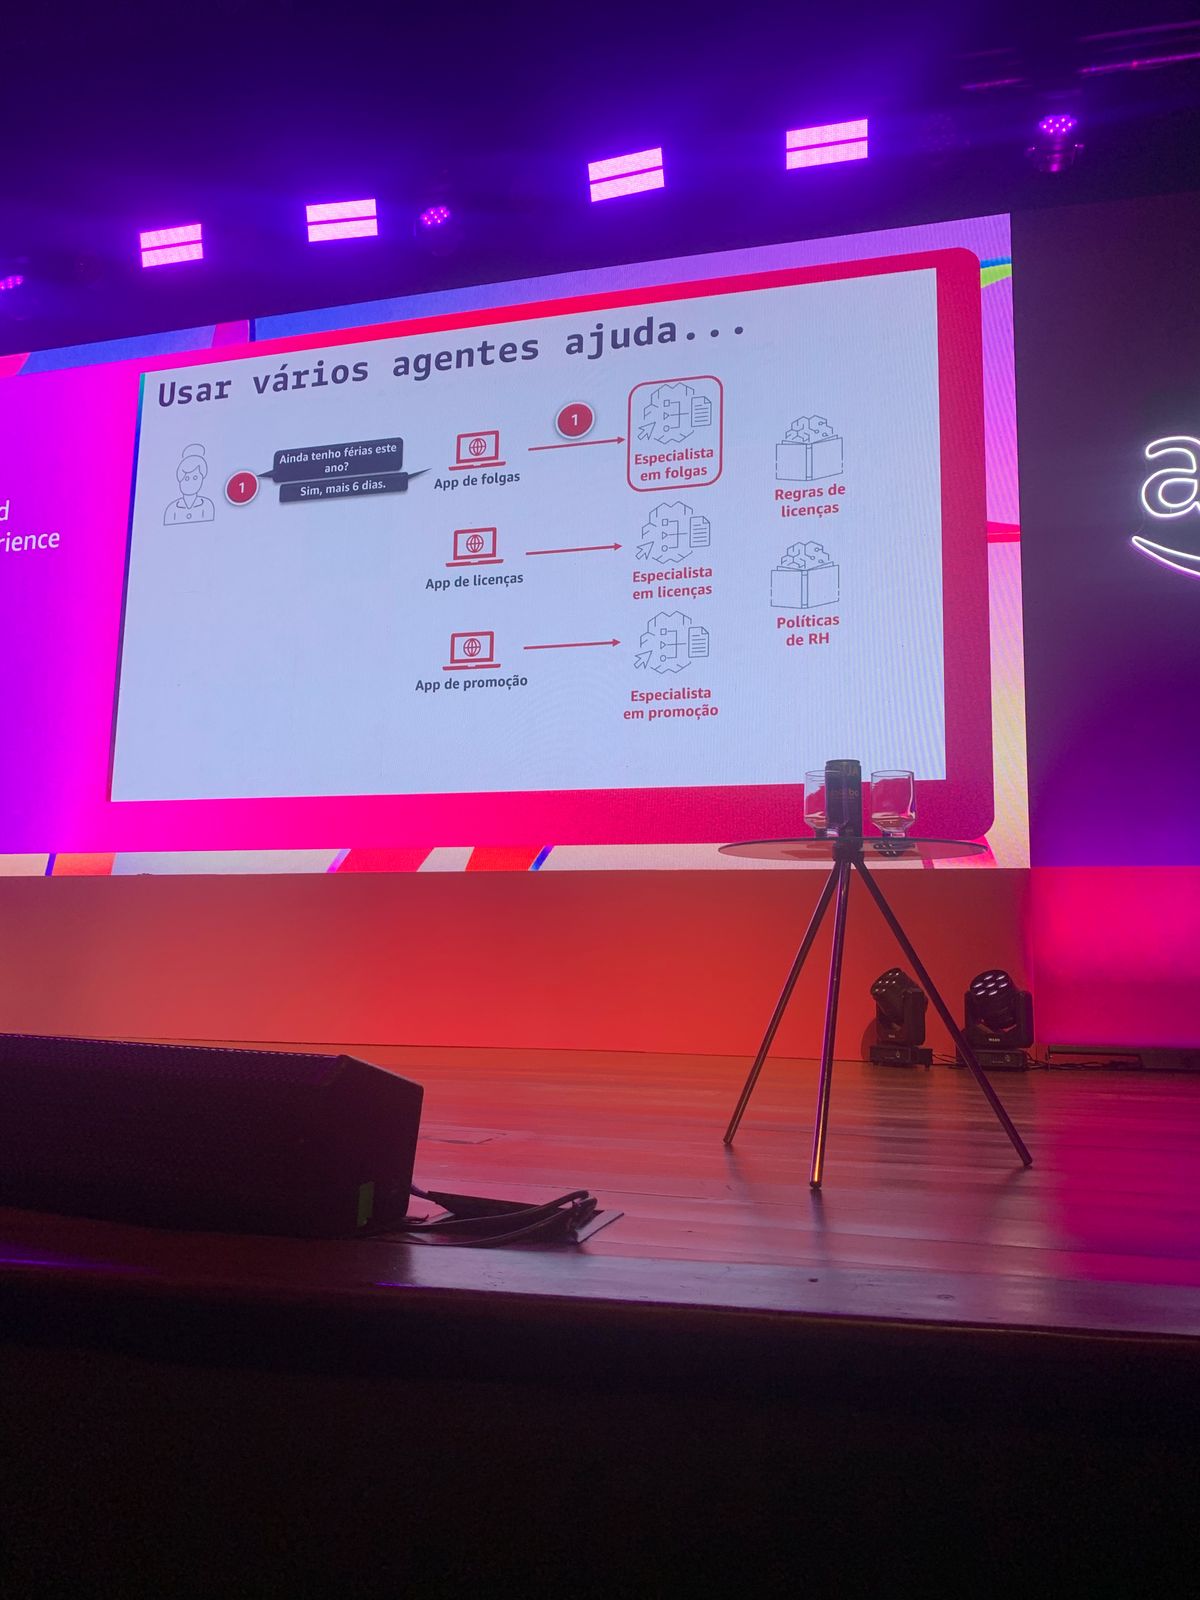 Usar vários agentes ajuda...
1
Ainda tenho férias este
ano?
Sim, mais 6 dias.
App de folgas
1
Especialista
em folgas
Regras de
licenças
App de licenças
Especialista
em licenças
Políticas
de RH
App de promoção
Especialista
em promoção